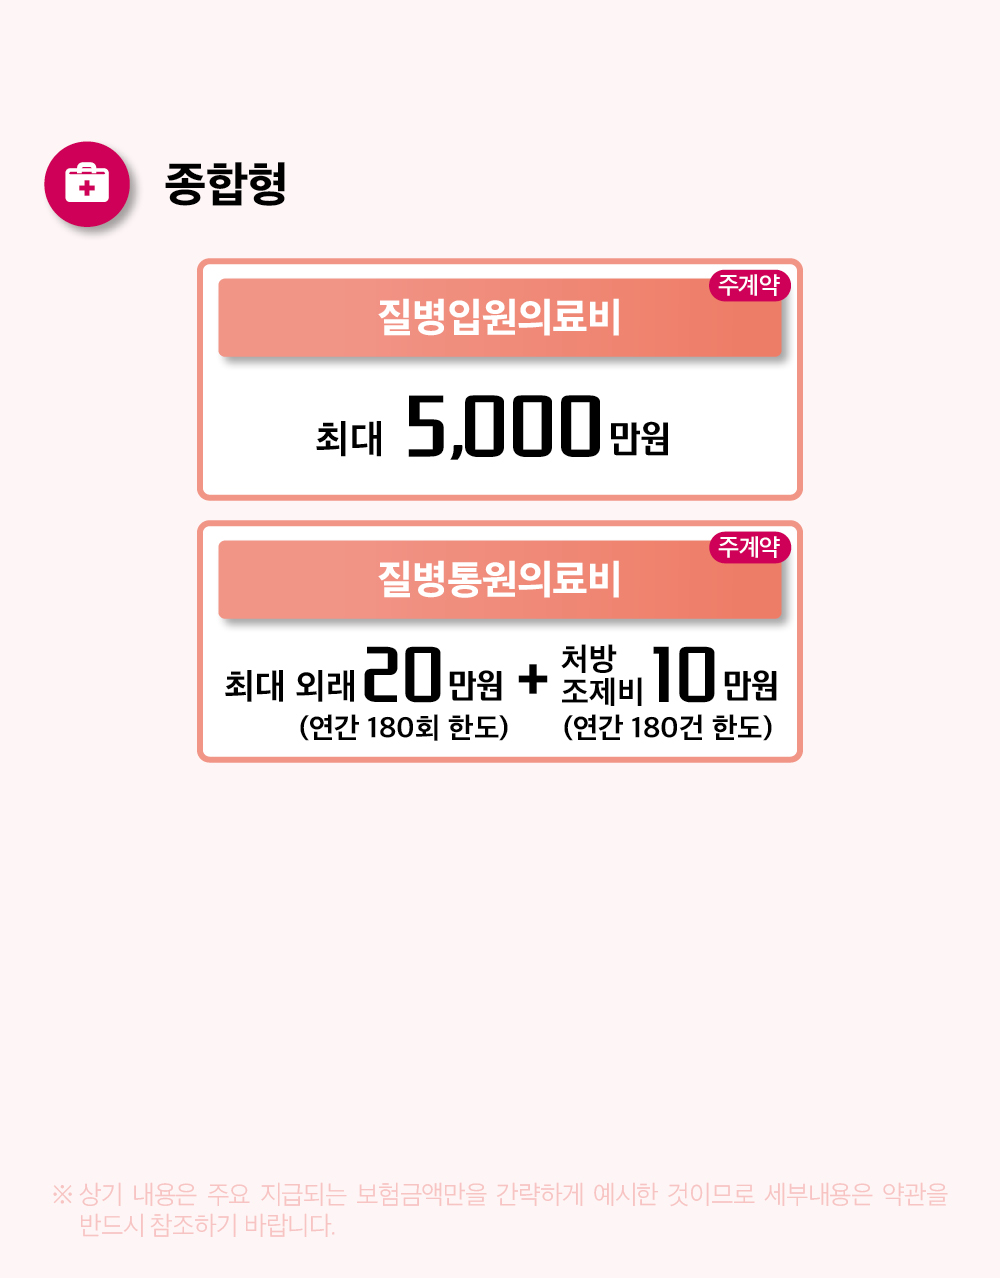 종합형
주계약
질병입원의료비
최대 5,000만원
주계약
질병통원의료비
최대 외래 20만원 + 처방조제비 10만원
(연간 180회 한도) (연간 180건 한도)
※ 상기 내용은 주요 지급되는 보험금액만을 간략하게 예시한 것이므로 세부내용은 약관을
반드시 참조하기 바랍니다.